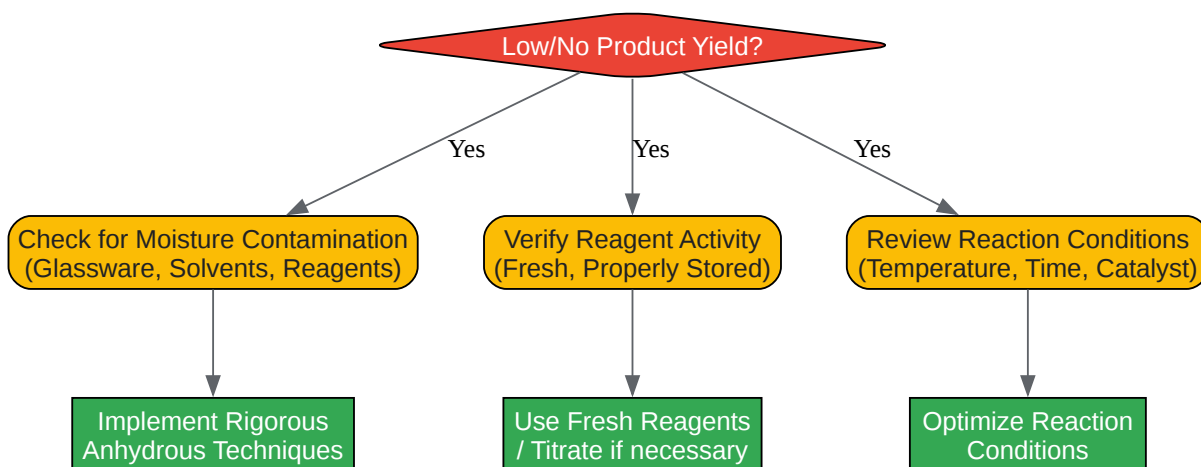 Low/No Product Yield?
Yes
Yes
Yes
Check for Moisture Contamination
(Glassware, Solvents, Reagents)
Verify Reagent Activity
(Fresh, Properly Stored)
Review Reaction Conditions
(Temperature, Time, Catalyst)
Implement Rigorous
Anhydrous Techniques
Use Fresh Reagents
/ Titrate if necessary
Optimize Reaction
Conditions